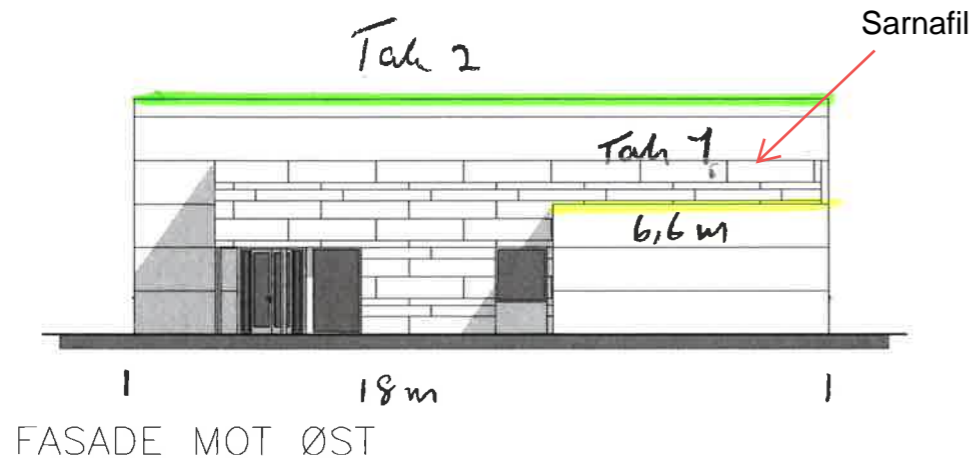 Sarnafil
Tak 2
Tak 1
6,6 m
18 m
FASADE MOT ØST